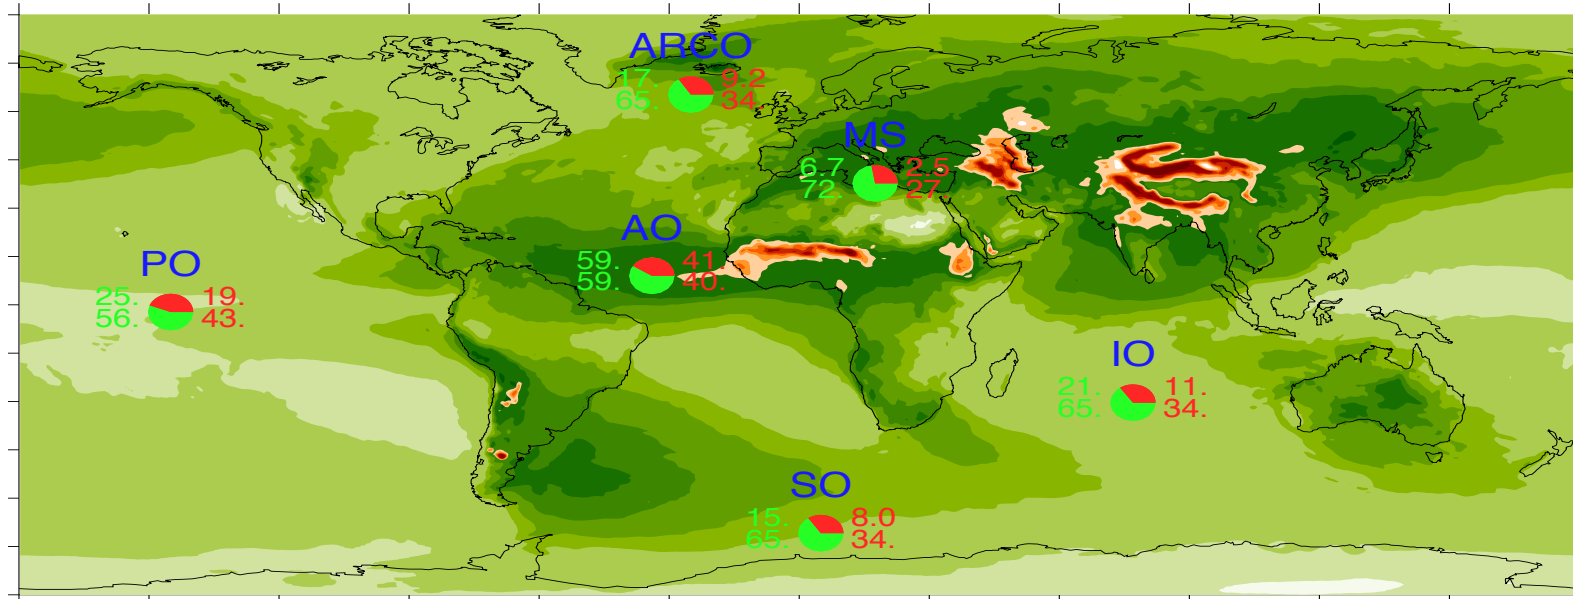 ARCO
17. 9.2
65. 34.
MS
6.7 2.5
72. 27.
AO
59. 41
59. 40.
PO
25. 19.
56. 43.
IO
21. 11.
65. 34.
SO
15. 8.0
65. 34.